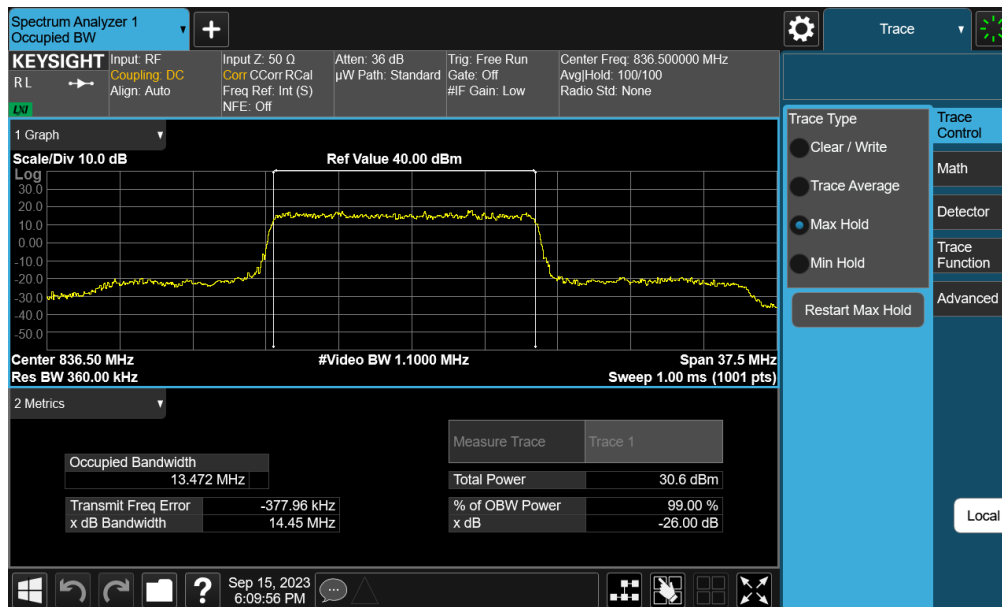 Spectrum Analyzer 1
Occupied BW
Trace
KEYSIGHT
R L
LXI
Input: RF
Coupling: DC
Align: Auto
Input Z: 50 Ω
Corr CCorr RCal
Freq Ref: Int (S)
NFE: Off
Atten: 36 dB
µW Path: Standard
Trig: Free Run
Gate: Off
#IF Gain: Low
Center Freq: 836.500000 MHz
Avg|Hold: 100/100
Radio Std: None
1 Graph
Scale/Div 10.0 dB
Ref Value 40.00 dBm
Log
30.0
20.0
10.0
0.00
-10.0
-20.0
-30.0
-40.0
-50.0
Center 836.50 MHz
#Video BW 1.1000 MHz
Span 37.5 MHz
Res BW 360.00 kHz
Sweep 1.00 ms (1001 pts)
2 Metrics
Measure Trace Trace 1
Occupied Bandwidth
13.472 MHz
Total Power 30.6 dBm
Transmit Freq Error -377.96 kHz
% of OBW Power 99.00 %
x dB Bandwidth 14.45 MHz
x dB -26.00 dB
Trace Type
Clear / Write
Trace Average
Max Hold
Min Hold
Restart Max Hold
Trace
Control
Math
Detector
Trace
Function
Advanced
Local
?
Sep 15, 2023
6:09:56 PM